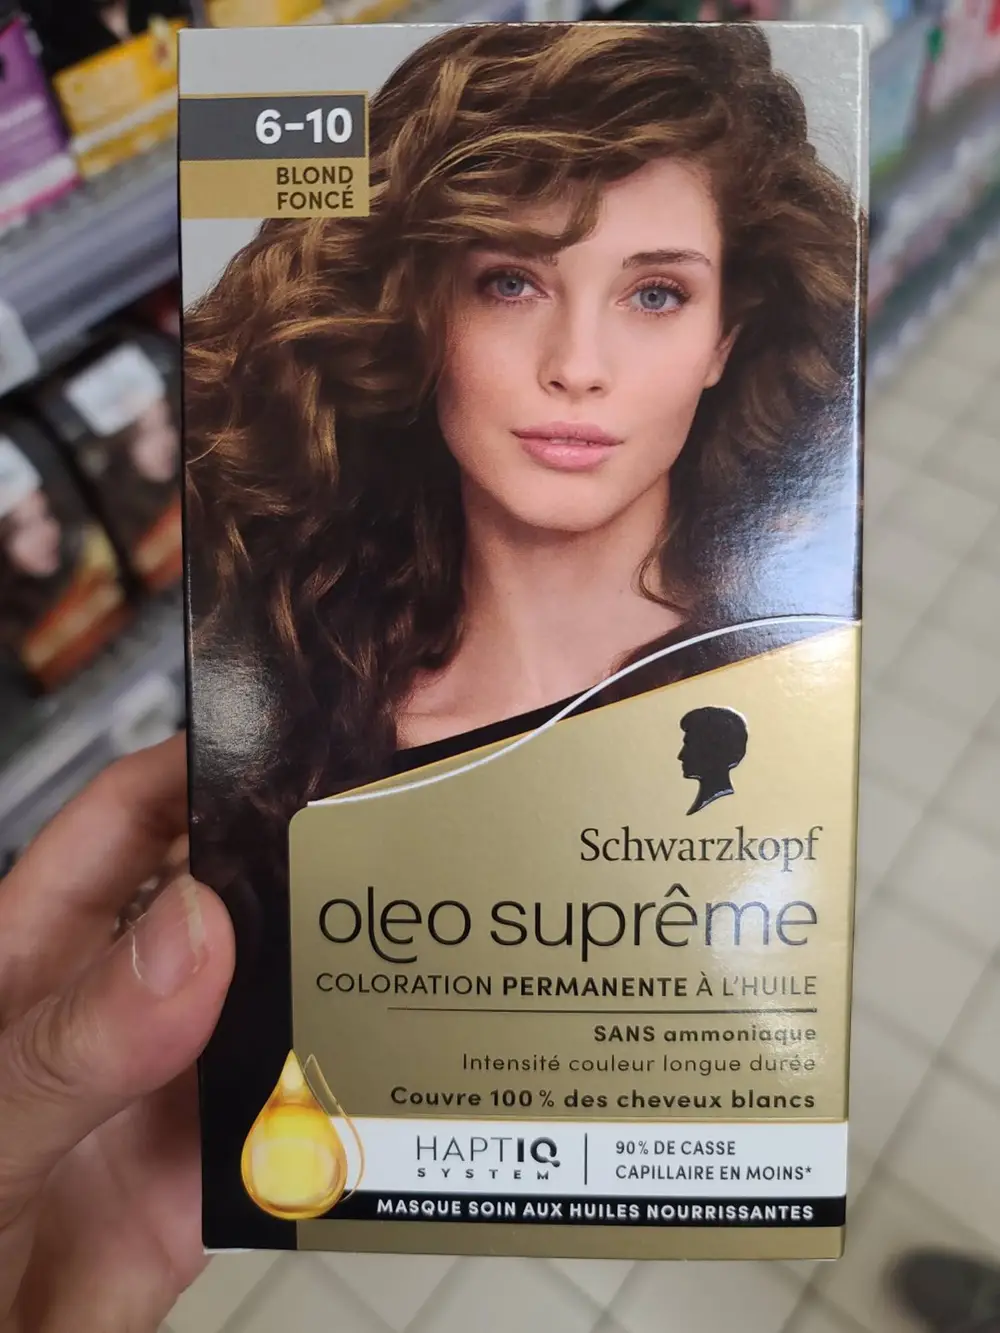 6-10
BLOND
FONCÉ
Schwarzkopf
oleo suprême
COLORATION PERMANENTE À L'HUILE
SANS ammoniaque
Intensité couleur longue durée
Couvre 100 % des cheveux blancs
HAPTIQ
SYSTEM
90% DE CASSE
CAPILLAIRE EN MOINS*
MASQUE SOIN AUX HUILES NOURRISSANTES